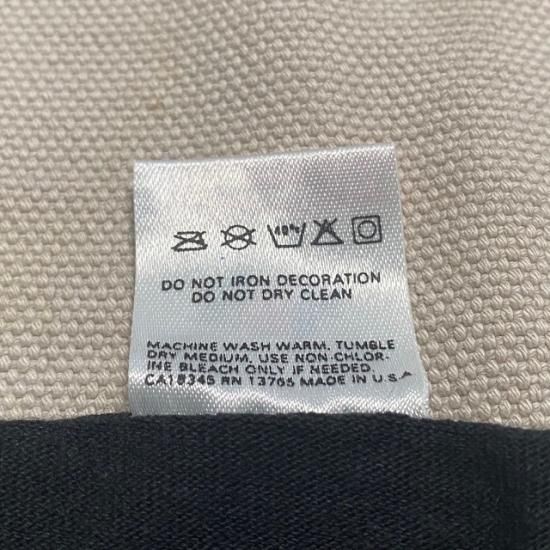 40°c
DO NOT IRON DECORATION
DO NOT DRY CLEAN
MACHINE WASH WARM, TUMBLE
DRY MEDIUM, USE NON-CHLOR-
INE BLEACH ONLY IF NEEDED.
CA18345 RN 13765 MADE IN U.S.A